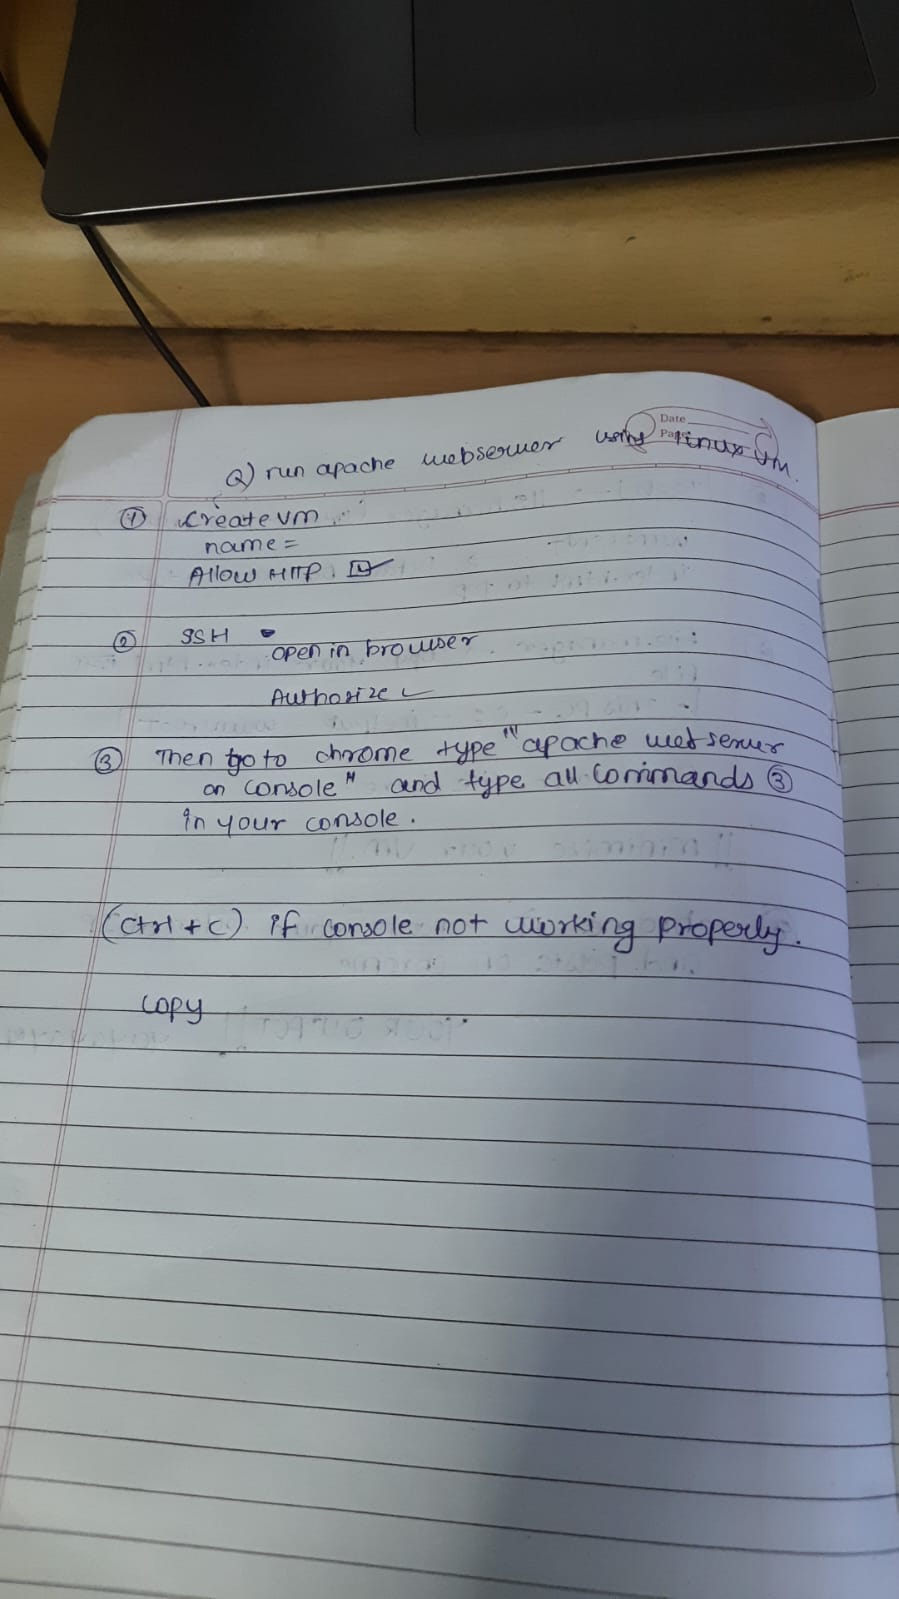 Date
Page
Q) run apache webserver using linux VM.
① Create VM
name =
Allow HTTP : ☑
② SSH
open in browser
Authorize ✓
③ Then go to chrome type "apache web server
on console" and type all commands ③
in your console.
(Ctrl + C) if console not working properly.
copy